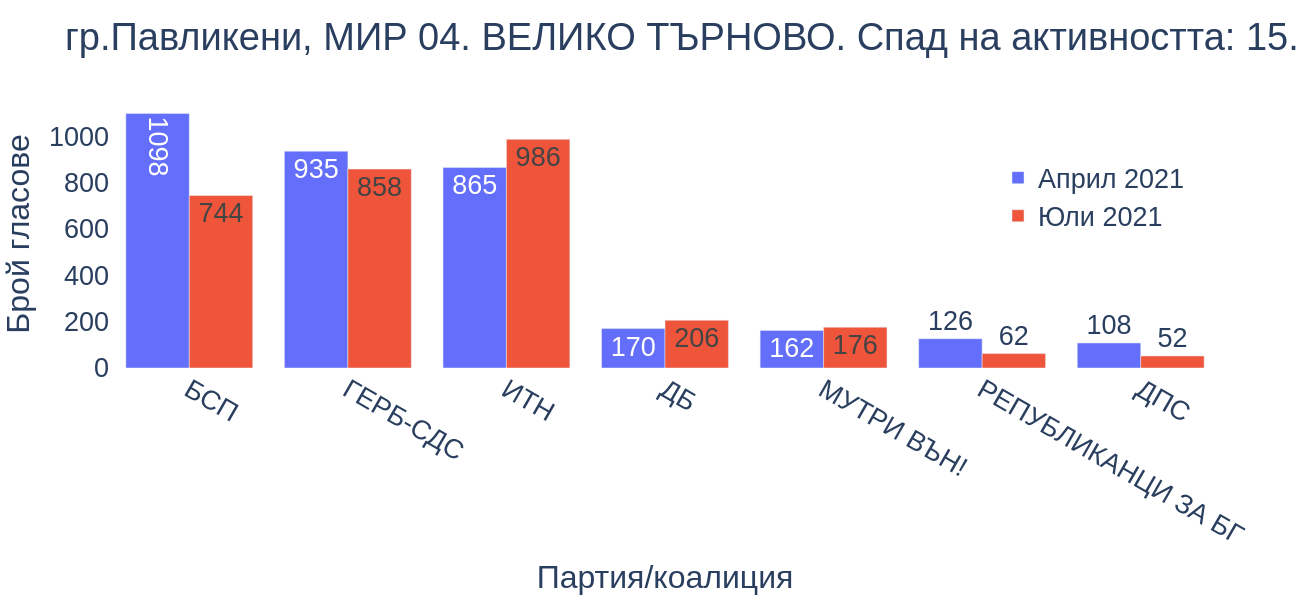 гр.Павликени, МИР 04. ВЕЛИКО ТЪРНОВО. Спад на активността: 15.
Брой гласове
1000
800
600
400
200
0
1098
744
935
858
865
986
170
206
162
176
126
62
108
52
Април 2021
Юли 2021
БСП
ГЕРБ-СДС
ИТН
ДБ
МУТРИ ВЪН!
РЕПУБЛИКАНЦИ ЗА БГ
ДПС
Партия/коалиция